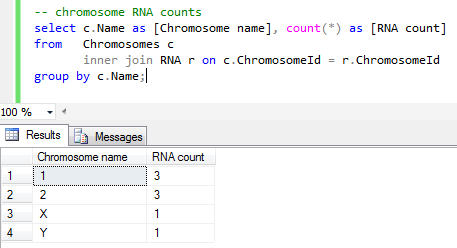 -- chromosome RNA counts
select c.Name as [Chromosome name], count(*) as [RNA count]
from Chromosomes c
inner join RNA r on c.ChromosomeId = r.ChromosomeId
group by c.Name;
100 %
Results Messages
Chromosome name RNA count
1 1 3
2 2 3
3 X 1
4 Y 1